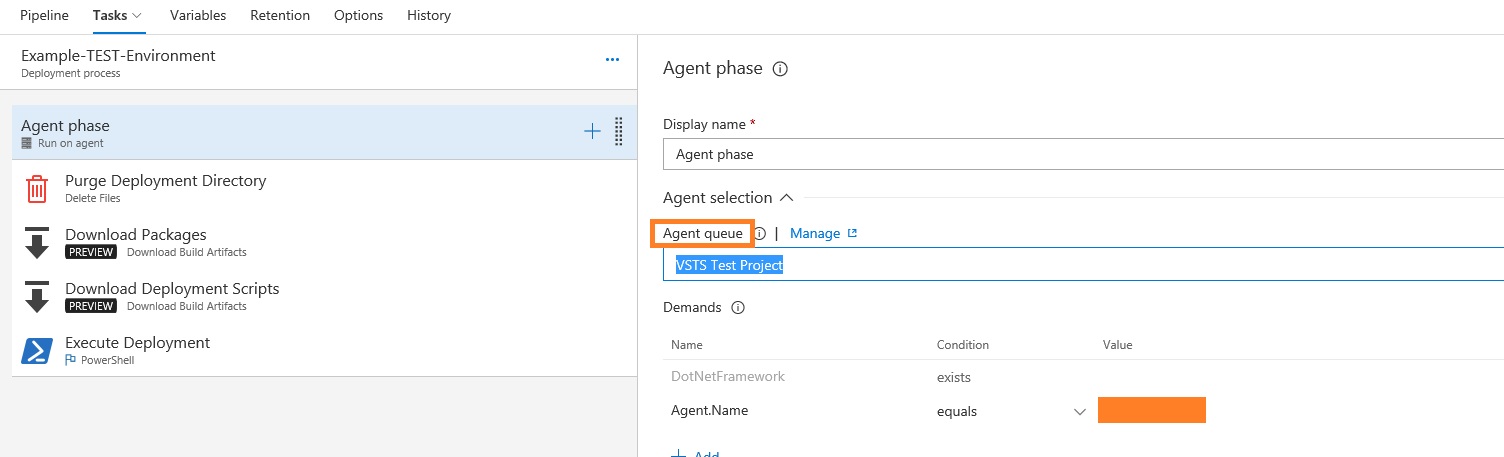 Pipeline Tasks Variables Retention Options History
Example-TEST-Environment
Deployment process
Agent phase
Run on agent
Purge Deployment Directory
Delete Files
Download Packages
PREVIEW Download Build Artifacts
Download Deployment Scripts
PREVIEW Download Build Artifacts
Execute Deployment
PowerShell
Agent phase
Display name *
Agent phase
Agent selection
Agent queue | Manage
VSTS Test Project
Demands
Name Condition Value
DotNetFramework exists
Agent.Name equals
Add